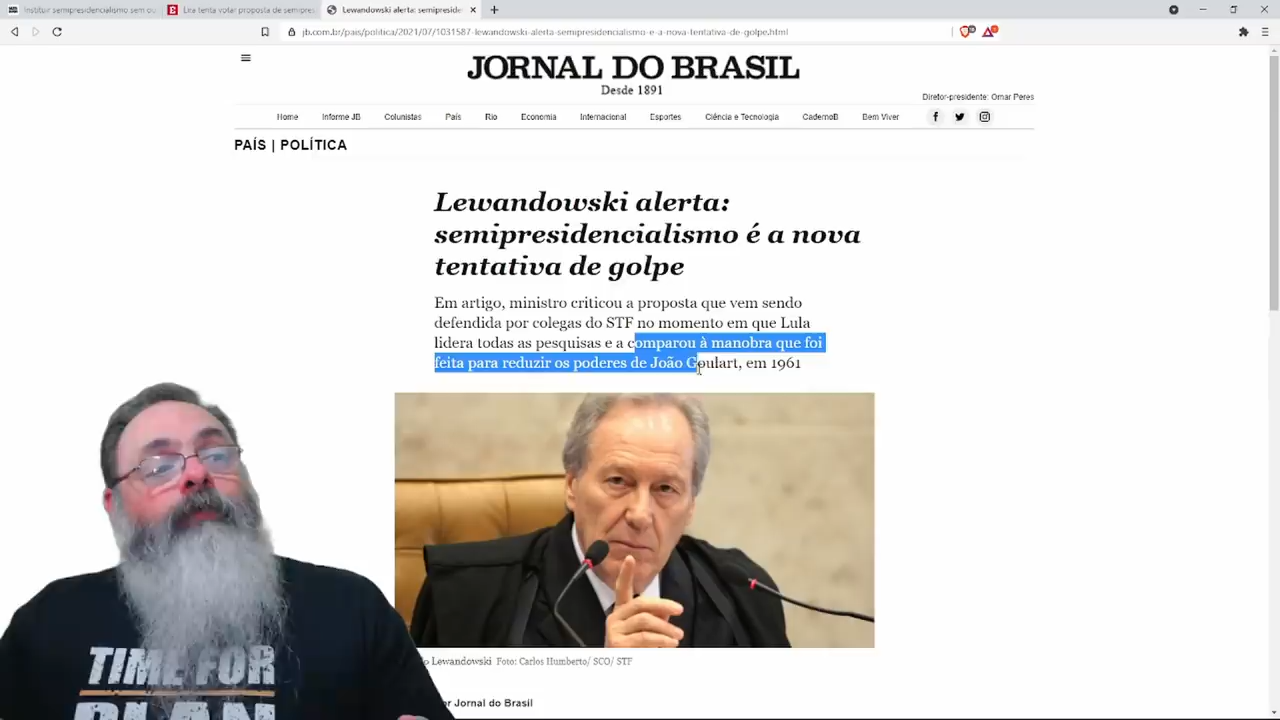 Instituir semipresidencialismo sem ou
Lira tenta votar proposta de semipres
Lewandowski alerta: semipreside
jb.com.br/pais/politica/2021/07/1031587-lewandowski-alerta-semipresidencialismo-e-a-nova-tentativa-de-golpe.html
JORNAL DO BRASIL
Desde 1891
Diretor-presidente: Omar Peres
Home Informe JB Colunistas País Rio Economia Internacional Esportes Ciência e Tecnologia CadernoB Bem Viver
PAÍS | POLÍTICA
Lewandowski alerta:
semipresidencialismo é a nova
tentativa de golpe
Em artigo, ministro criticou a proposta que vem sendo
defendida por colegas do STF no momento em que Lula
lidera todas as pesquisas e a comparou à manobra que foi
feita para reduzir os poderes de João Goulart, em 1961
o Lewandowski Foto: Carlos Humberto/ SCO/ STF
or Jornal do Brasil
TIME FOR
PLAN